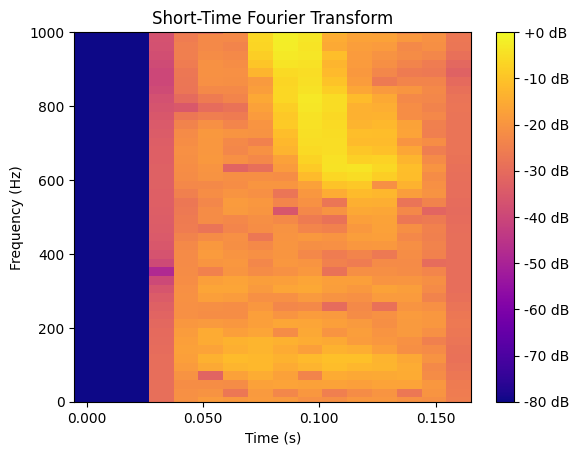 Short-Time Fourier Transform
1000
800
600
400
200
0
Frequency (Hz)
0.000
0.050
0.100
0.150
Time (s)
+0 dB
-10 dB
-20 dB
-30 dB
-40 dB
-50 dB
-60 dB
-70 dB
-80 dB